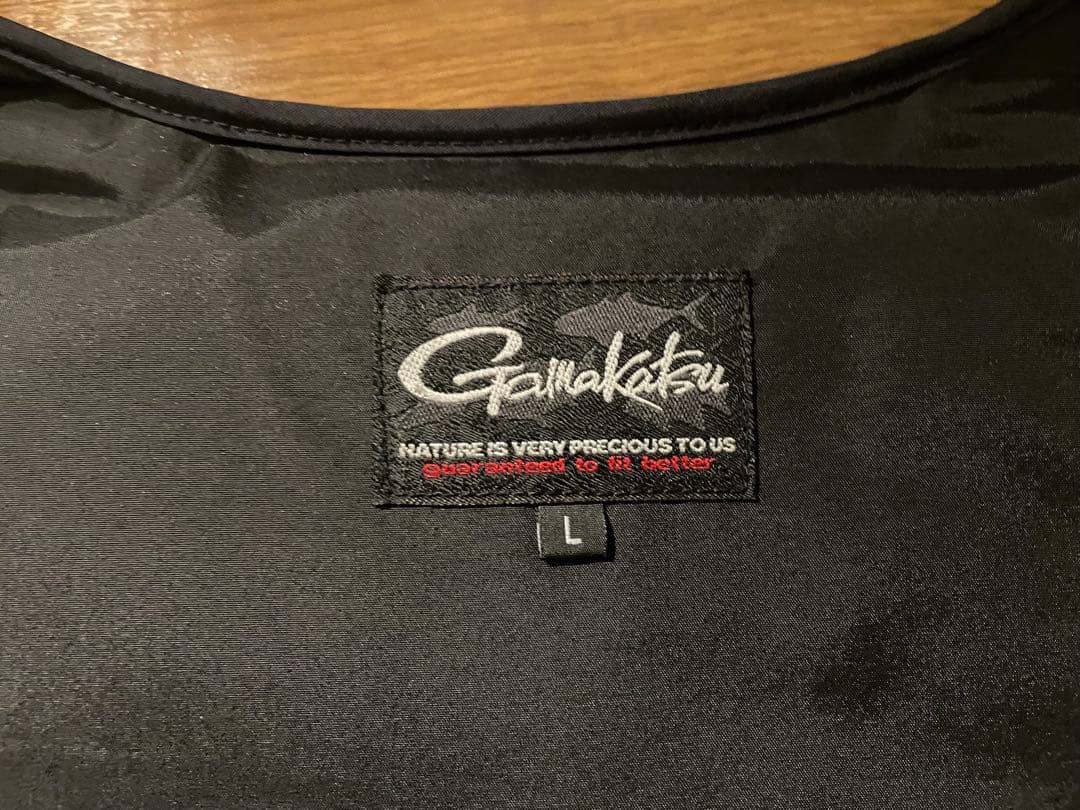 Gamakatsu
NATURE IS VERY PRECIOUS TO US
guaranteed to fit better
L